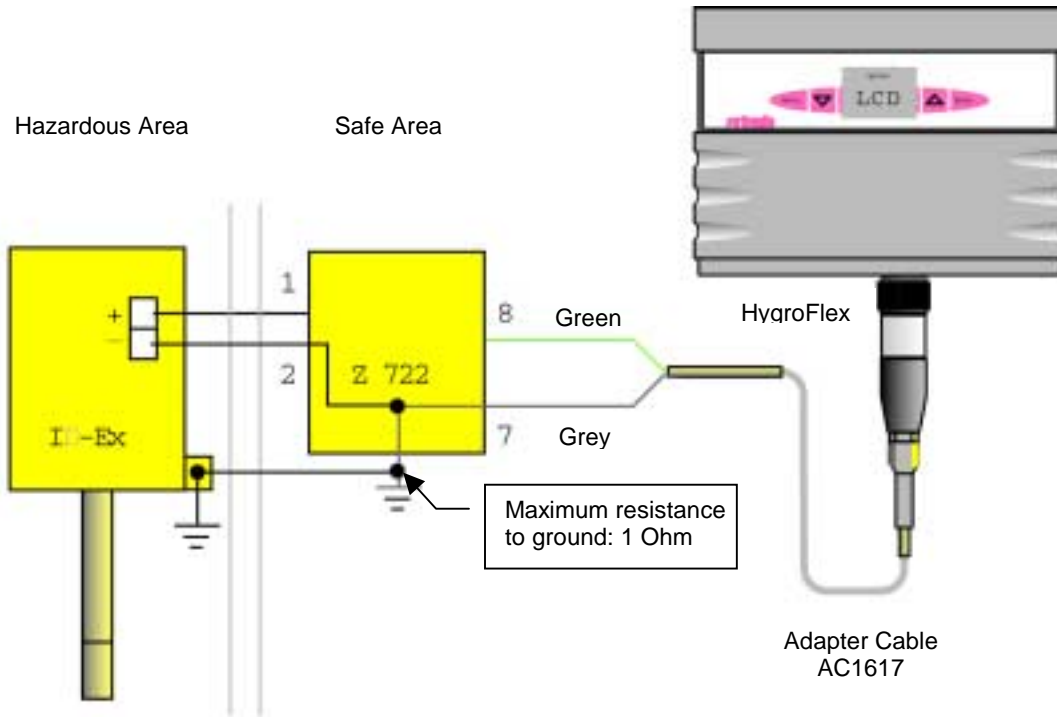 LCD
Hazardous Area
Safe Area
+
−
1
2
8
7
Green
Grey
Z 722
-Ex
HygroFlex
Maximum resistance
to ground: 1 Ohm
Adapter Cable
AC1617